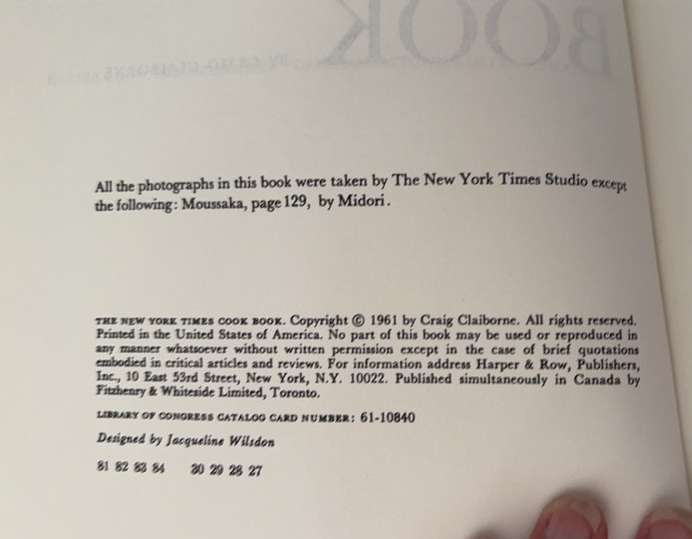 All the photographs in this book were taken by The New York Times Studio except
the following: Moussaka, page 129, by Midori.
THE NEW YORK TIMES COOK BOOK. Copyright © 1961 by Craig Claiborne. All rights reserved.
Printed in the United States of America. No part of this book may be used or reproduced in
any manner whatsoever without written permission except in the case of brief quotations
embodied in critical articles and reviews. For information address Harper & Row, Publishers,
Inc., 10 East 53rd Street, New York, N.Y. 10022. Published simultaneously in Canada by
Fitzhenry & Whiteside Limited, Toronto.
LIBRARY OF CONGRESS CATALOG CARD NUMBER: 61-10840
Designed by Jacqueline Wilsdon
81 82 83 84 30 29 28 27